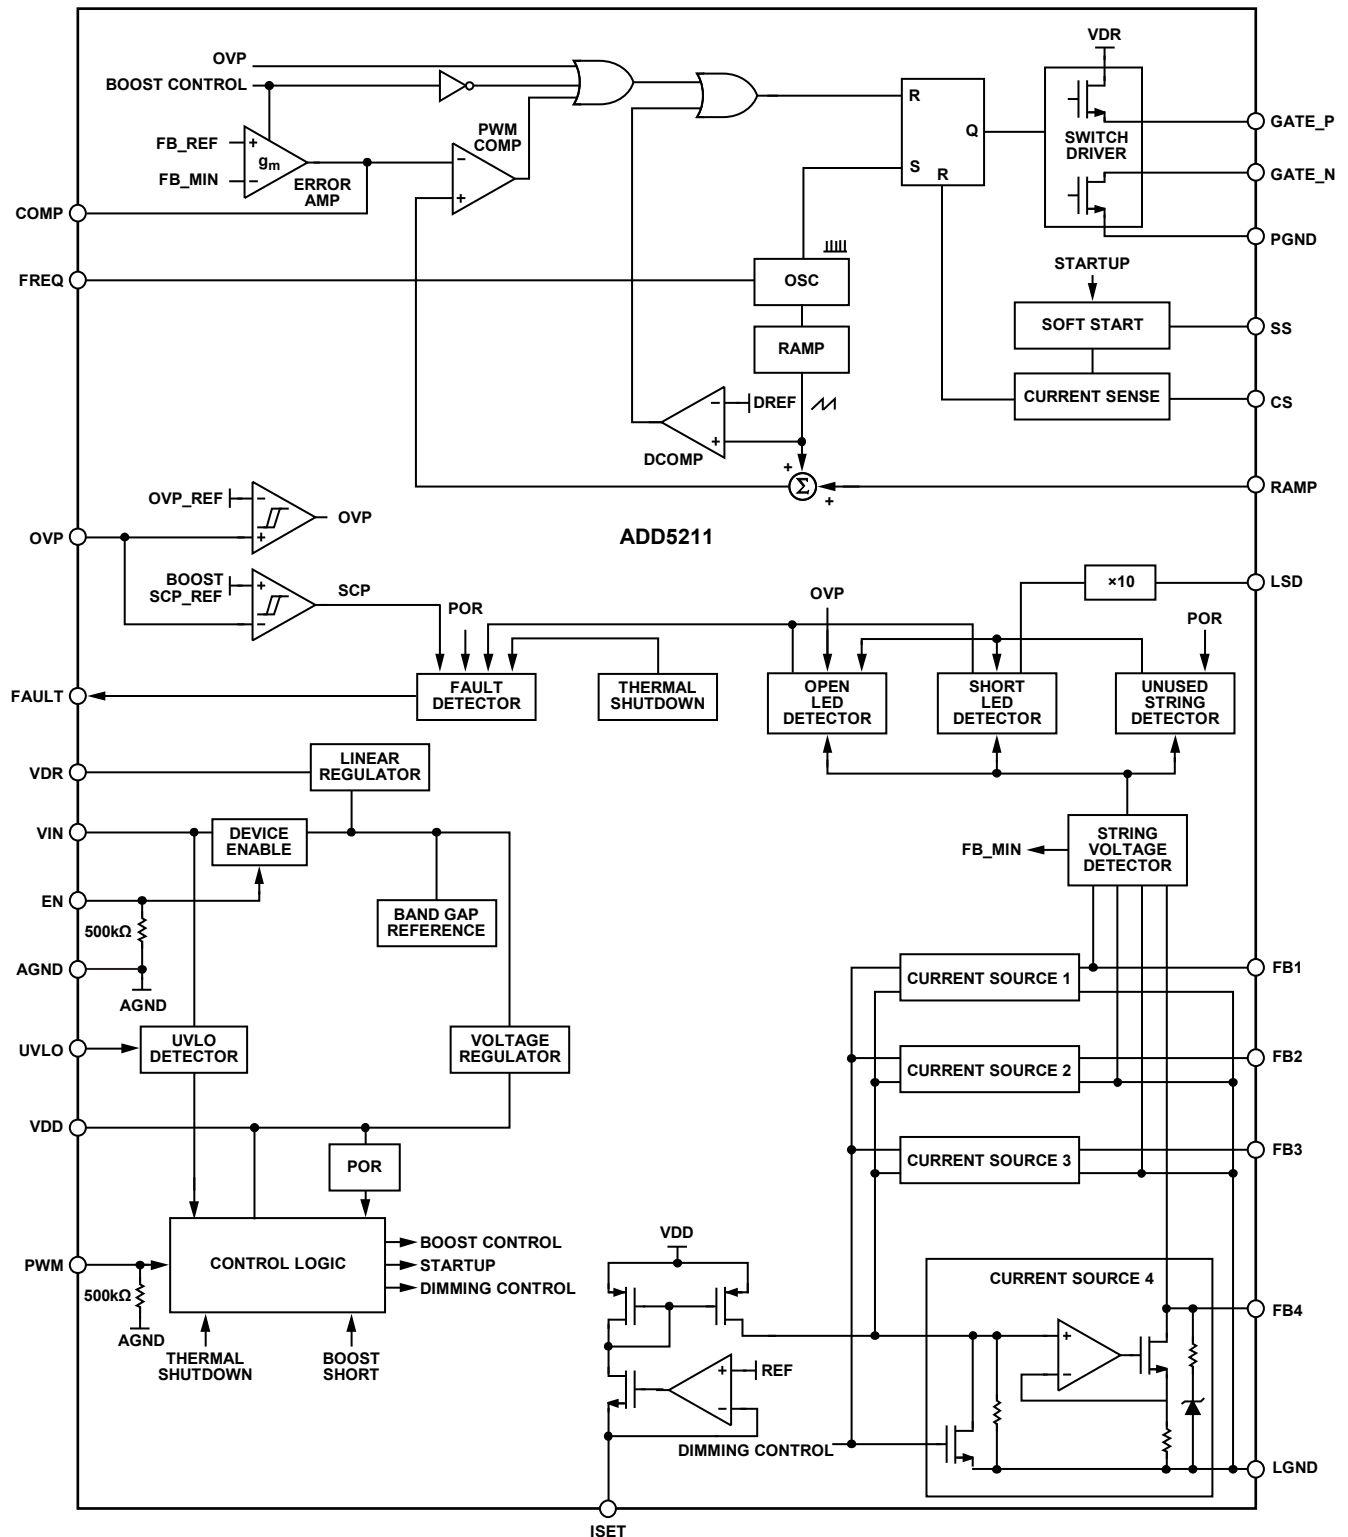 VDR
OVP
BOOST CONTROL
PWM
COMP
FB_REF
+
gm
FB_MIN
−
ERROR
AMP
−
+
R
Q
S
R
SWITCH
DRIVER
GATE_P
GATE_N
PGND
COMP
FREQ
OSC
RAMP
STARTUP
SOFT START
SS
CURRENT SENSE
CS
−
DREF
+
DCOMP
+
Σ
+
RAMP
OVP_REF
−
+
OVP
OVP
ADD5211
BOOST
SCP_REF
+
−
SCP
POR
OVP
×10
LSD
POR
FAULT
FAULT
DETECTOR
THERMAL
SHUTDOWN
OPEN
LED
DETECTOR
SHORT
LED
DETECTOR
UNUSED
STRING
DETECTOR
VDR
LINEAR
REGULATOR
VIN
DEVICE
ENABLE
FB_MIN
STRING
VOLTAGE
DETECTOR
EN
500kΩ
BAND GAP
REFERENCE
AGND
AGND
CURRENT SOURCE 1
FB1
UVLO
UVLO
DETECTOR
VOLTAGE
REGULATOR
CURRENT SOURCE 2
FB2
VDD
POR
CURRENT SOURCE 3
FB3
PWM
500kΩ
AGND
CONTROL LOGIC
BOOST CONTROL
STARTUP
DIMMING CONTROL
THERMAL
SHUTDOWN
BOOST
SHORT
VDD
CURRENT SOURCE 4
FB4
+
−
+
REF
−
DIMMING CONTROL
LGND
ISET